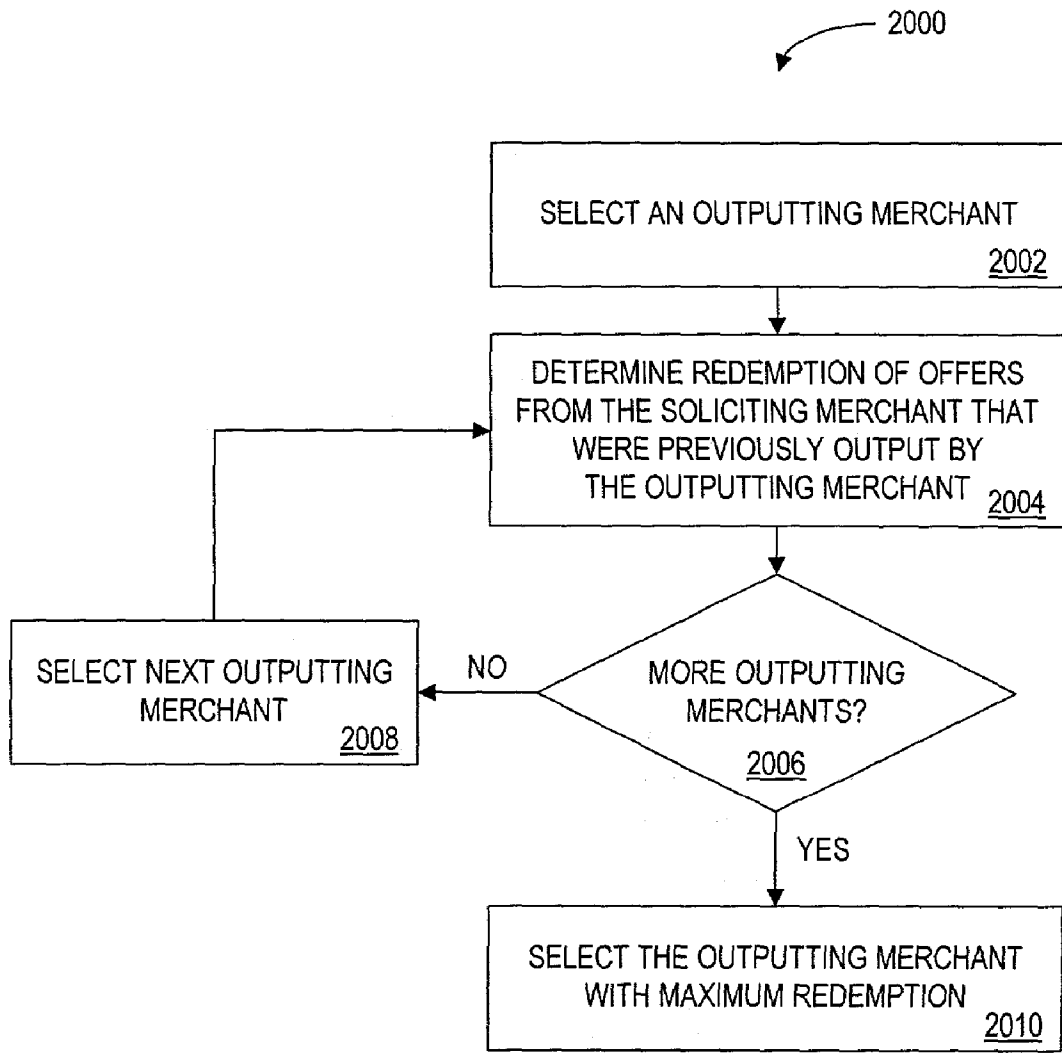 2000
SELECT AN OUTPUTTING MERCHANT
2002
DETERMINE REDEMPTION OF OFFERS
FROM THE SOLICITING MERCHANT THAT
WERE PREVIOUSLY OUTPUT BY
THE OUTPUTTING MERCHANT
2004
SELECT NEXT OUTPUTTING
MERCHANT
2008
NO
MORE OUTPUTTING
MERCHANTS?
2006
YES
SELECT THE OUTPUTTING MERCHANT
WITH MAXIMUM REDEMPTION
2010